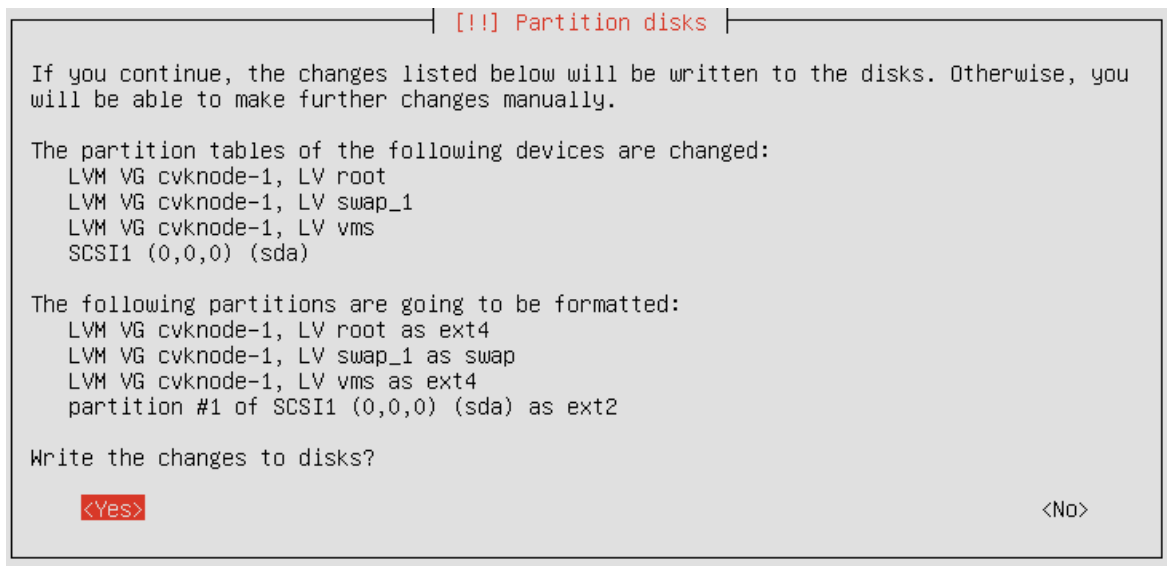 [!!] Partition disks
If you continue, the changes listed below will be written to the disks. Otherwise, you
will be able to make further changes manually.
The partition tables of the following devices are changed:
LVM VG cvknode-1, LV root
LVM VG cvknode-1, LV swap_1
LVM VG cvknode-1, LV vms
SCSI1 (0,0,0) (sda)
The following partitions are going to be formatted:
LVM VG cvknode-1, LV root as ext4
LVM VG cvknode-1, LV swap_1 as swap
LVM VG cvknode-1, LV vms as ext4
partition #1 of SCSI1 (0,0,0) (sda) as ext2
Write the changes to disks?
<Yes> <No>